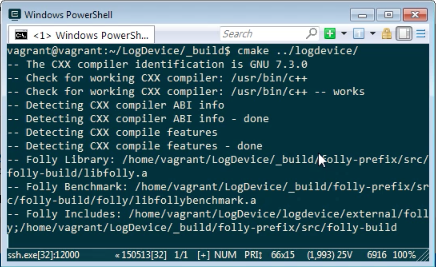 Windows PowerShell
<1> Windows PowerSh...
Search
vagrant@vagrant:~/LogDevice/_build$ cmake ../logdevice/
-- The CXX compiler identification is GNU 7.3.0
-- Check for working CXX compiler: /usr/bin/c++
-- Check for working CXX compiler: /usr/bin/c++ -- works
-- Detecting CXX compiler ABI info
-- Detecting CXX compiler ABI info - done
-- Detecting CXX compile features
-- Detecting CXX compile features - done
-- Folly Library: /home/vagrant/LogDevice/_build/folly-prefix/src/
folly-build/libfolly.a
-- Folly Benchmark: /home/vagrant/LogDevice/_build/folly-prefix/sr
c/folly-build/folly/libfollybenchmark.a
-- Folly Includes: /home/vagrant/LogDevice/logdevice/external/foll
y;/home/vagrant/LogDevice/_build/folly-prefix/src/folly-build
ssh.exe[32]:12000 «150513[32] 1/1 [+] NUM PRI↕ 66x15 (1,993) 25V 6916 100%